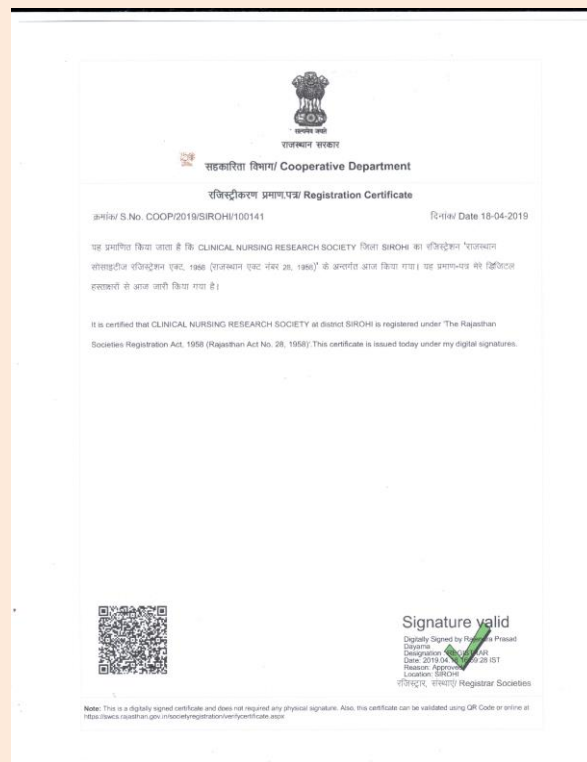 सत्यमेव जयते
राजस्थान सरकार
सहकारिता विभाग/ Cooperative Department
रजिस्ट्रीकरण प्रमाण.पत्र/ Registration Certificate
क्रमांक/ S.No. COOP/2019/SIROHI/100141 दिनांक/ Date 18-04-2019
यह प्रमाणित किया जाता है कि CLINICAL NURSING RESEARCH SOCIETY जिला SIROHI का रजिस्ट्रेशन 'राजस्थान
सोसाइटीज रजिस्ट्रेशन एक्ट, 1958 (राजस्थान एक्ट नंबर 28, 1958)' के अन्तर्गत आज किया गया। यह प्रमाण-पत्र मेरे डिजिटल
हस्ताक्षरों से आज जारी किया गया है।
It is certified that CLINICAL NURSING RESEARCH SOCIETY at district SIROHI is registered under 'The Rajasthan
Societies Registration Act, 1958 (Rajasthan Act No. 28, 1958)'.This certificate is issued today under my digital signatures.
Signature valid
Digitally Signed by Prasad
Dayama
Designation
Date: 2019.04. IST
Reason: Approved
Location: SIROHI
रजिस्ट्रार, संस्थाएं/ Registrar Societies
Note: This is a digitally signed certificate and does not required any physical signature. Also, this certificate can be validated using QR Code or online at
https://swcs.rajasthan.gov.in/societyregistration/verifycertificate.aspx